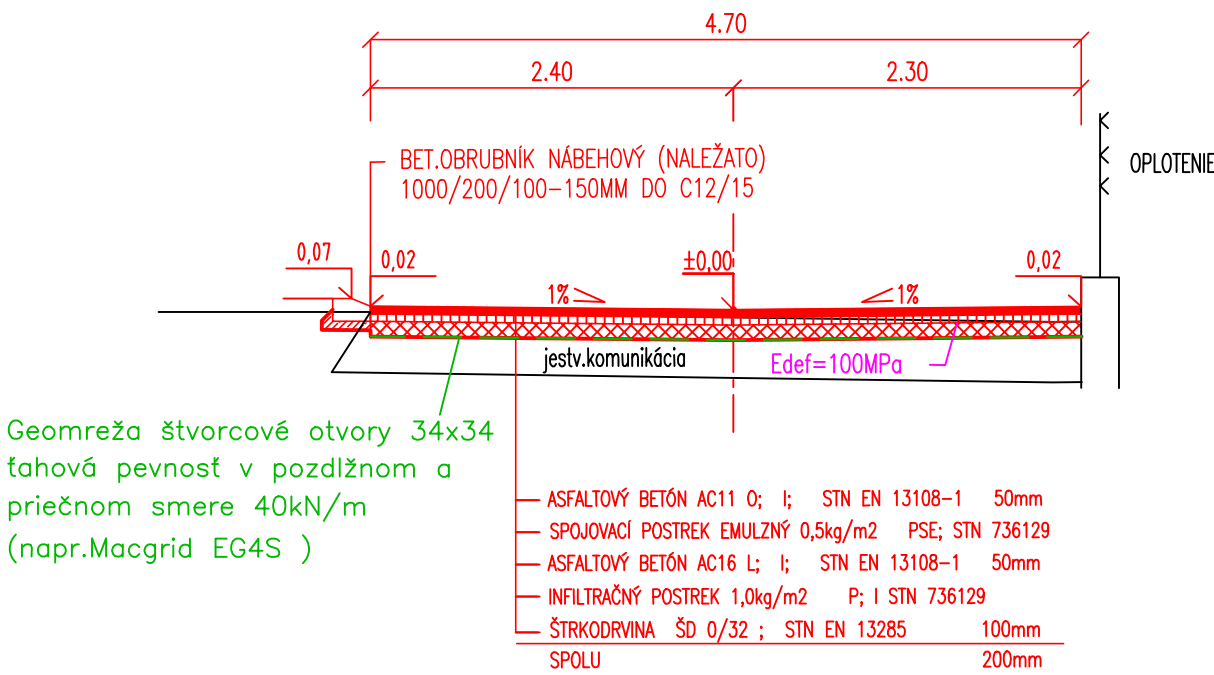 4.70
2.40
2.30
BET.OBRUBNÍK NÁBEHOVÝ (NALEŽATO)
1000/200/100-150MM DO C12/15
OPLOTENIE
0,07
0,02
±0,00
0,02
1%
1%
jestv.komunikácia
Edef=100MPa
Geomreža štvorcové otvory 34x34
ťahová pevnosť v pozdĺžnom a
priečnom smere 40kN/m
(napr.Macgrid EG4S )
ASFALTOVÝ BETÓN AC11 O; I; STN EN 13108-1 50mm
SPOJOVACÍ POSTREK EMULZNÝ 0,5kg/m2 PSE; STN 736129
ASFALTOVÝ BETÓN AC16 L; I; STN EN 13108-1 50mm
INFILTRAČNÝ POSTREK 1,0kg/m2 P; I STN 736129
ŠTRKODRVINA ŠD 0/32 ; STN EN 13285 100mm
SPOLU 200mm